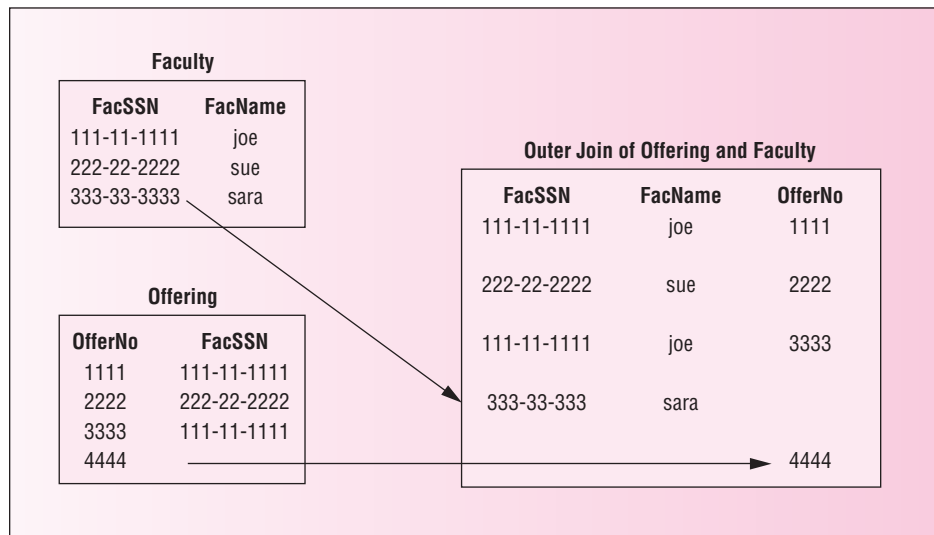 Faculty
FacSSN FacName
111-11-1111 joe
222-22-2222 sue
333-33-3333 sara
Offering
OfferNo FacSSN
1111 111-11-1111
2222 222-22-2222
3333 111-11-1111
4444
Outer Join of Offering and Faculty
FacSSN FacName OfferNo
111-11-1111 joe 1111
222-22-2222 sue 2222
111-11-1111 joe 3333
333-33-333 sara
4444